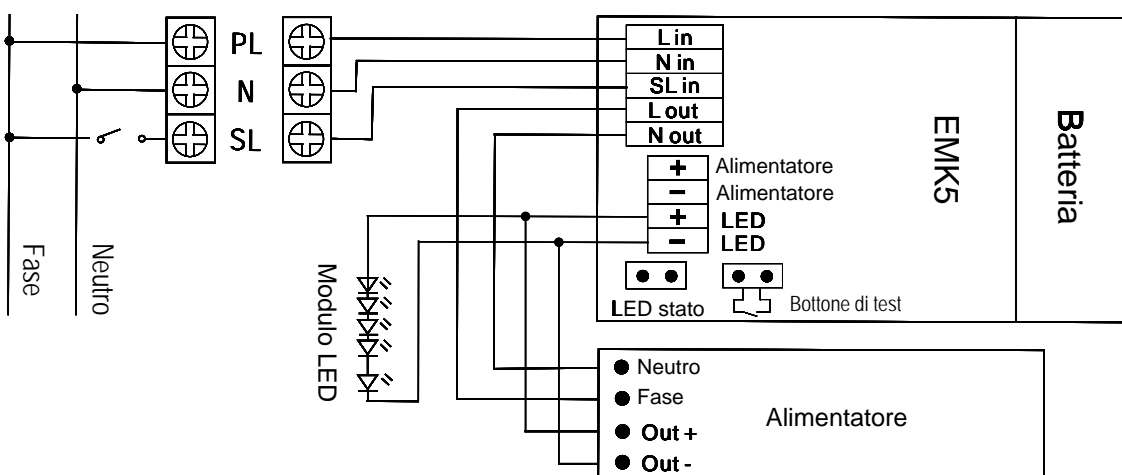 PL
N
SL
Fase
Neutro
L in
N in
SL in
L out
N out
+ Alimentatore
− Alimentatore
+ LED
− LED
LED stato
Bottone di test
EMK5
Batteria
Modulo LED
Neutro
Fase
Out +
Out -
Alimentatore